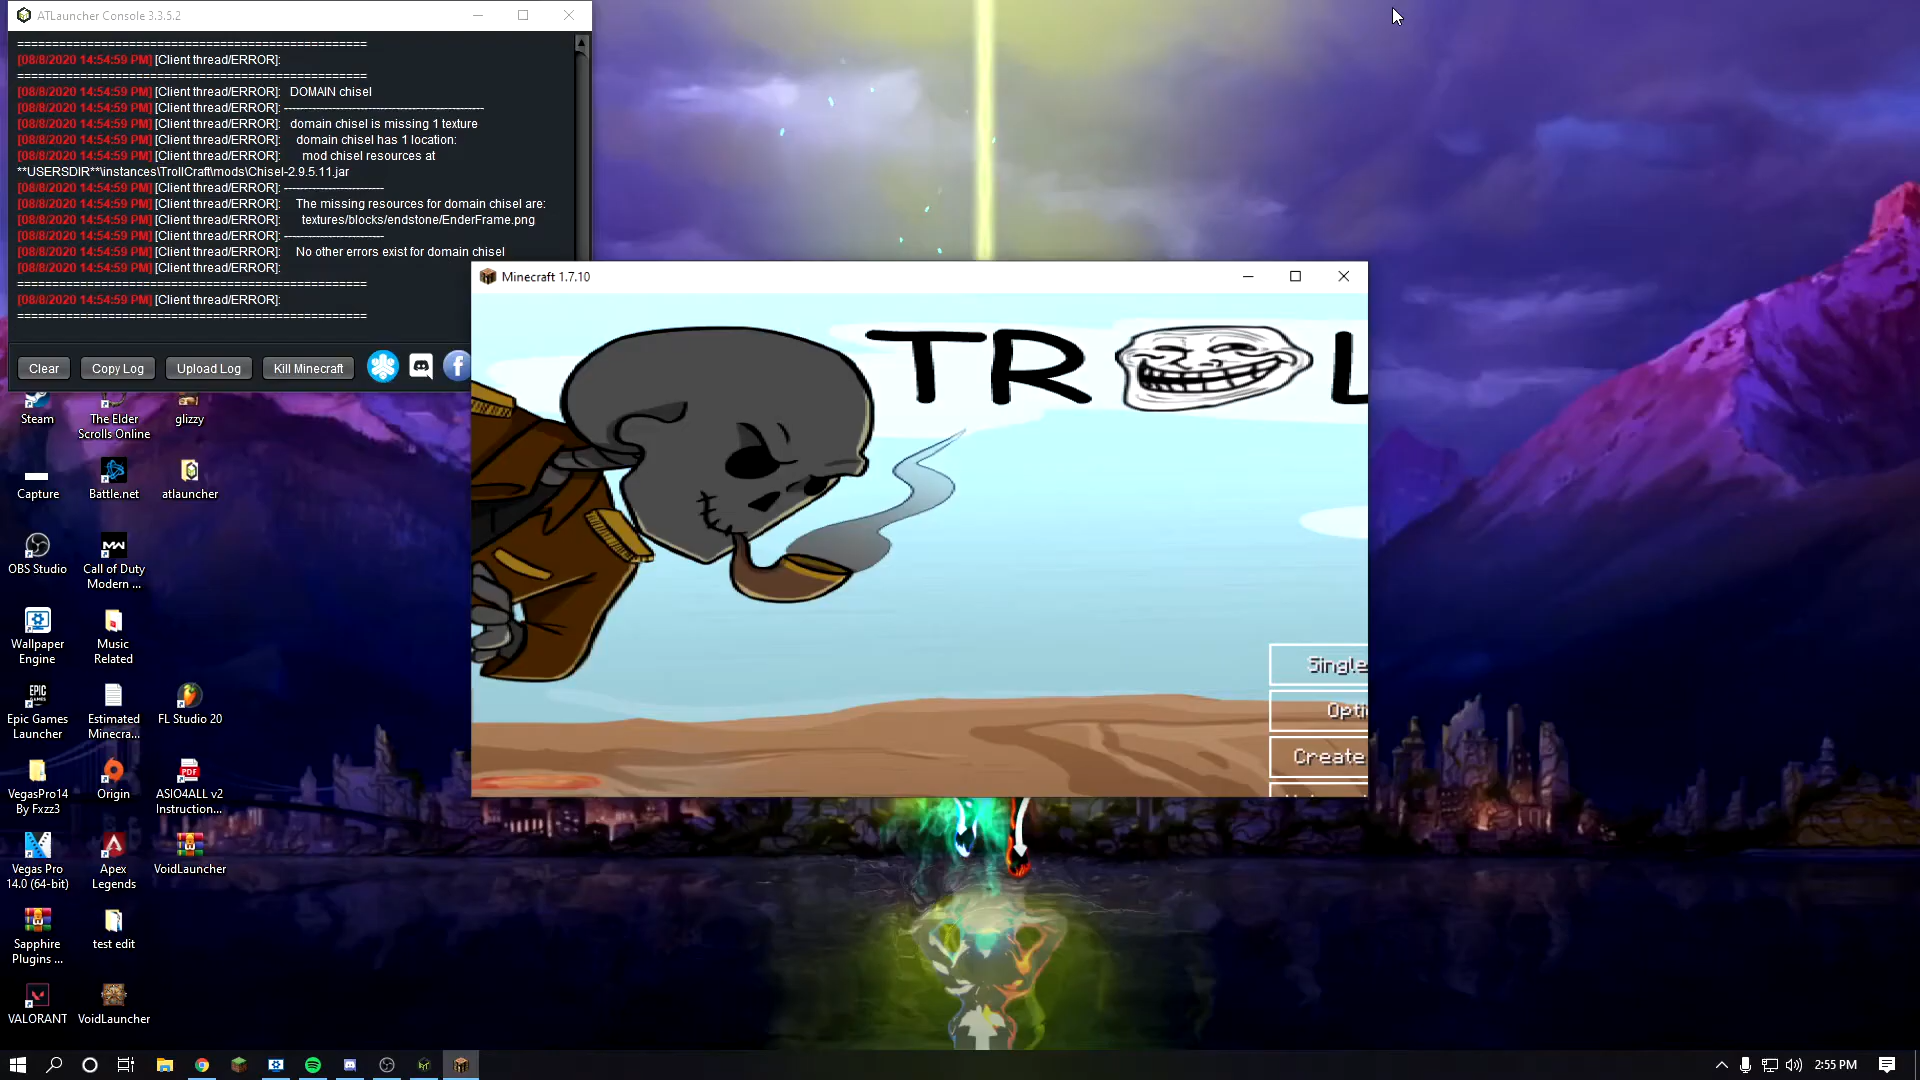 ATLauncher Console 3.3.5.2
==================================================
[08/8/2020 14:54:59 PM] [Client thread/ERROR]:
==================================================
[08/8/2020 14:54:59 PM] [Client thread/ERROR]: DOMAIN chisel
[08/8/2020 14:54:59 PM] [Client thread/ERROR]: --------------------------------------------------
[08/8/2020 14:54:59 PM] [Client thread/ERROR]: domain chisel is missing 1 texture
[08/8/2020 14:54:59 PM] [Client thread/ERROR]: domain chisel has 1 location:
[08/8/2020 14:54:59 PM] [Client thread/ERROR]: mod chisel resources at
**USERSDIR**\instances\TrollCraft\mods\Chisel-2.9.5.11.jar
[08/8/2020 14:54:59 PM] [Client thread/ERROR]: -------------------------
[08/8/2020 14:54:59 PM] [Client thread/ERROR]: The missing resources for domain chisel are:
[08/8/2020 14:54:59 PM] [Client thread/ERROR]: textures/blocks/endstone/EnderFrame.png
[08/8/2020 14:54:59 PM] [Client thread/ERROR]: -------------------------
[08/8/2020 14:54:59 PM] [Client thread/ERROR]: No other errors exist for domain chisel
[08/8/2020 14:54:59 PM] [Client thread/ERROR]:
==================================================
[08/8/2020 14:54:59 PM] [Client thread/ERROR]:
==================================================
Clear
Copy Log
Upload Log
Kill Minecraft
Minecraft 1.7.10
TR L
Single
Opti
Create
Steam
The Elder
Scrolls Online
glizzy
Capture
Battle.net
atlauncher
OBS Studio
Call of Duty
Modern ...
Wallpaper
Engine
Music
Related
Epic Games
Launcher
Estimated
Minecra...
FL Studio 20
VegasPro14
By Fxzz3
Origin
ASIO4ALL v2
Instruction...
Vegas Pro
14.0 (64-bit)
Apex
Legends
VoidLauncher
Sapphire
Plugins ...
test edit
VALORANT
VoidLauncher
2:55 PM